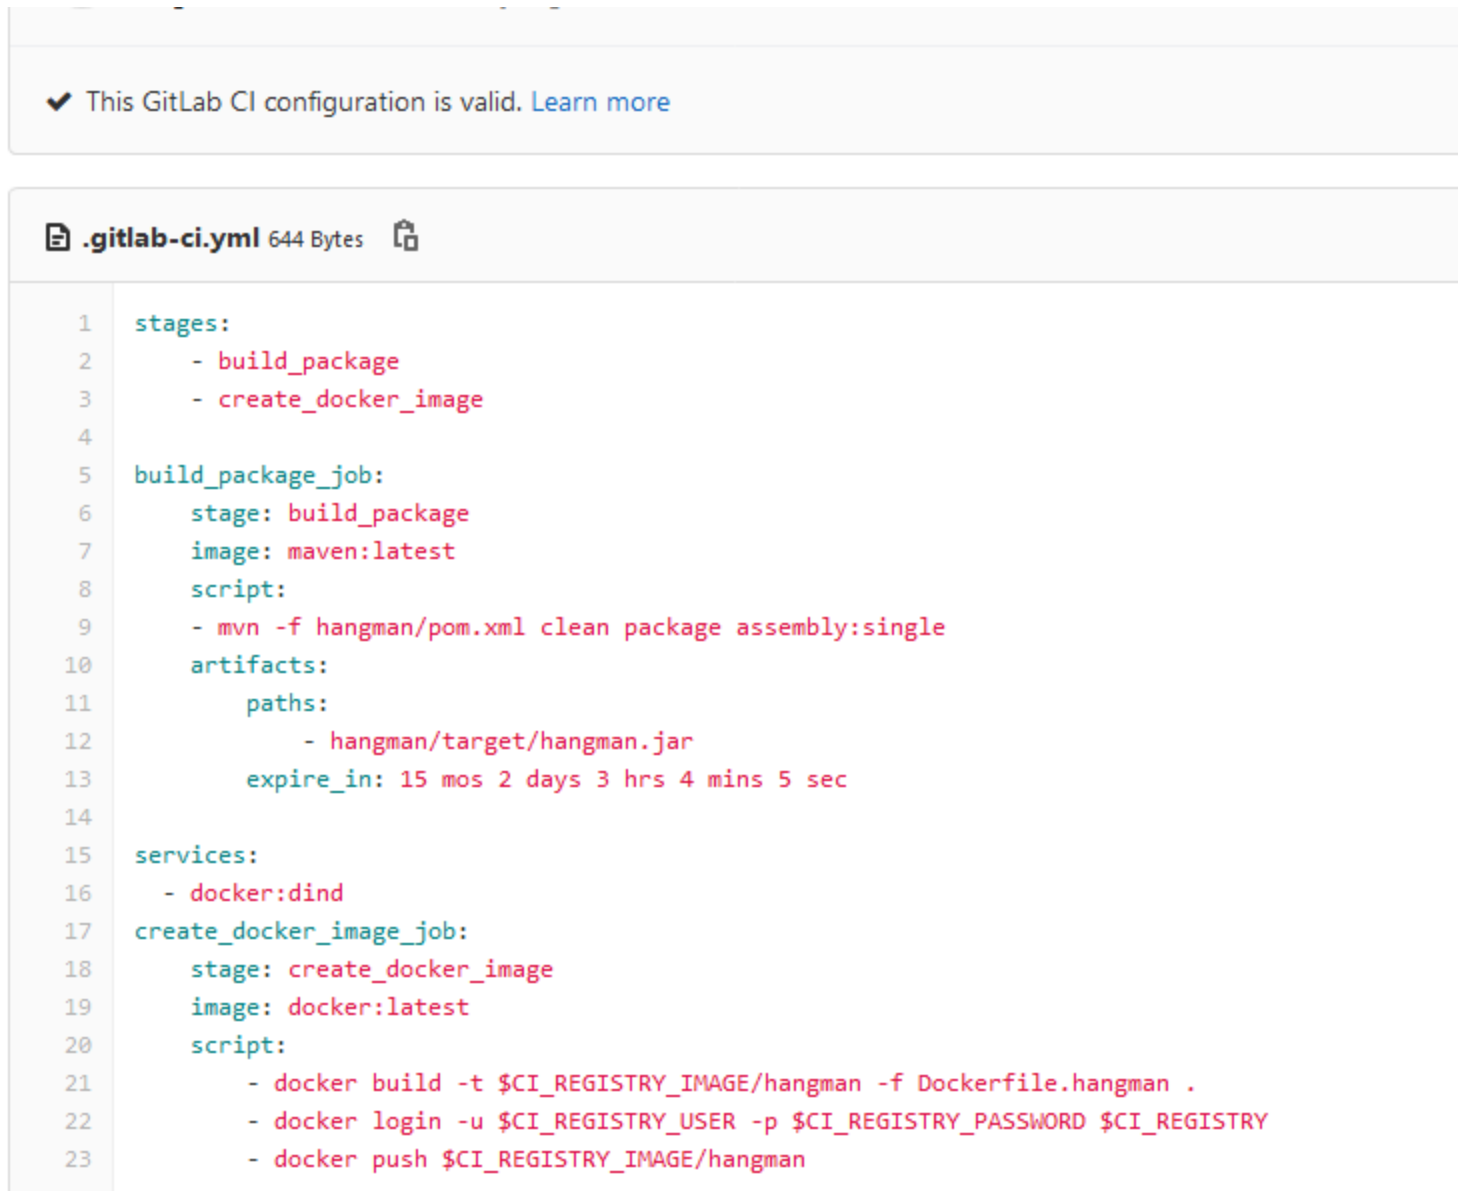 This GitLab CI configuration is valid. Learn more
.gitlab-ci.yml 644 Bytes
1 stages:
2     - build_package
3     - create_docker_image
4
5 build_package_job:
6     stage: build_package
7     image: maven:latest
8     script:
9     - mvn -f hangman/pom.xml clean package assembly:single
10     artifacts:
11         paths:
12             - hangman/target/hangman.jar
13         expire_in: 15 mos 2 days 3 hrs 4 mins 5 sec
14
15 services:
16   - docker:dind
17 create_docker_image_job:
18     stage: create_docker_image
19     image: docker:latest
20     script:
21         - docker build -t $CI_REGISTRY_IMAGE/hangman -f Dockerfile.hangman .
22         - docker login -u $CI_REGISTRY_USER -p $CI_REGISTRY_PASSWORD $CI_REGISTRY
23         - docker push $CI_REGISTRY_IMAGE/hangman